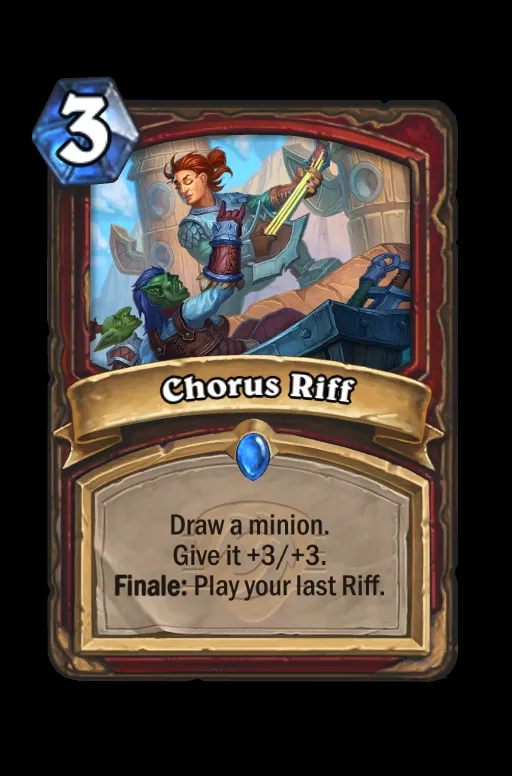 3
Chorus Riff
Draw a minion.
Give it +3/+3.
Finale: Play your last Riff.